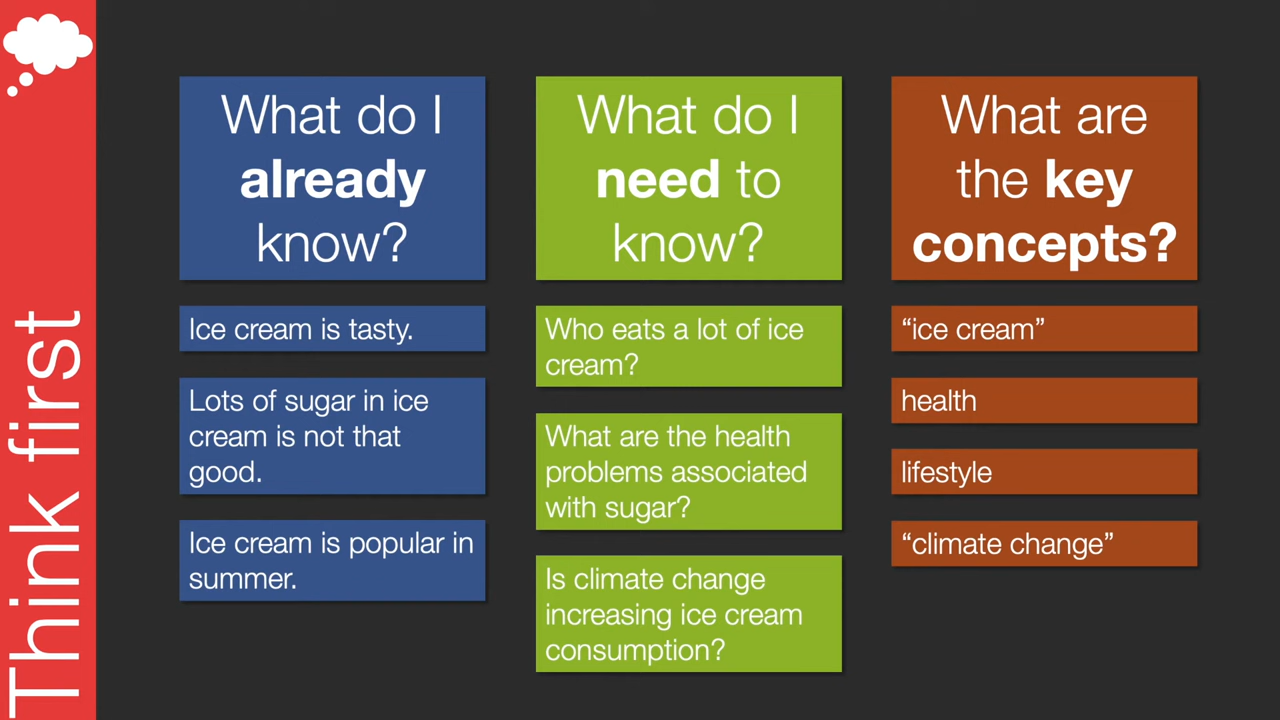 Think first
What do I
already
know?
Ice cream is tasty.
Lots of sugar in ice
cream is not that
good.
Ice cream is popular in
summer.
What do I
need to
know?
Who eats a lot of ice
cream?
What are the health
problems associated
with sugar?
Is climate change
increasing ice cream
consumption?
What are
the key
concepts?
“ice cream”
health
lifestyle
“climate change”